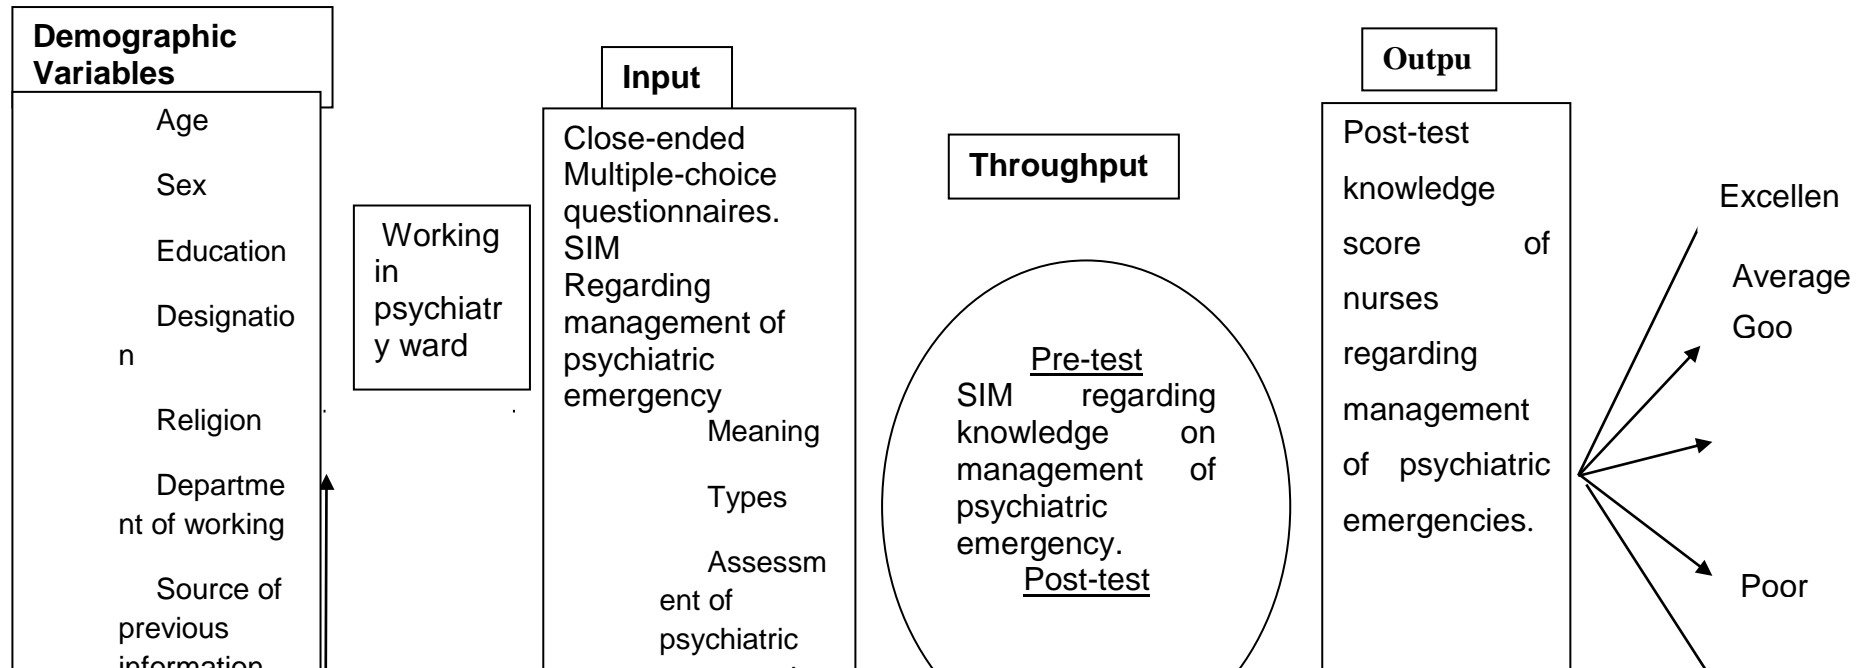 Demographic
Variables
Age
Sex
Education
Designatio
n
Religion
Departme
nt of working
Source of
previous
information
Working
in
psychiatr
y ward
Input
Close-ended
Multiple-choice
questionnaires.
SIM
Regarding
management of
psychiatric
emergency
Meaning
Types
Assessm
ent of
psychiatric
Throughput
Pre-test
SIM regarding
knowledge on
management of
psychiatric
emergency.
Post-test
Outpu
Post-test
knowledge
score of
nurses
regarding
management
of psychiatric
emergencies.
Excellen
Average
Goo
Poor